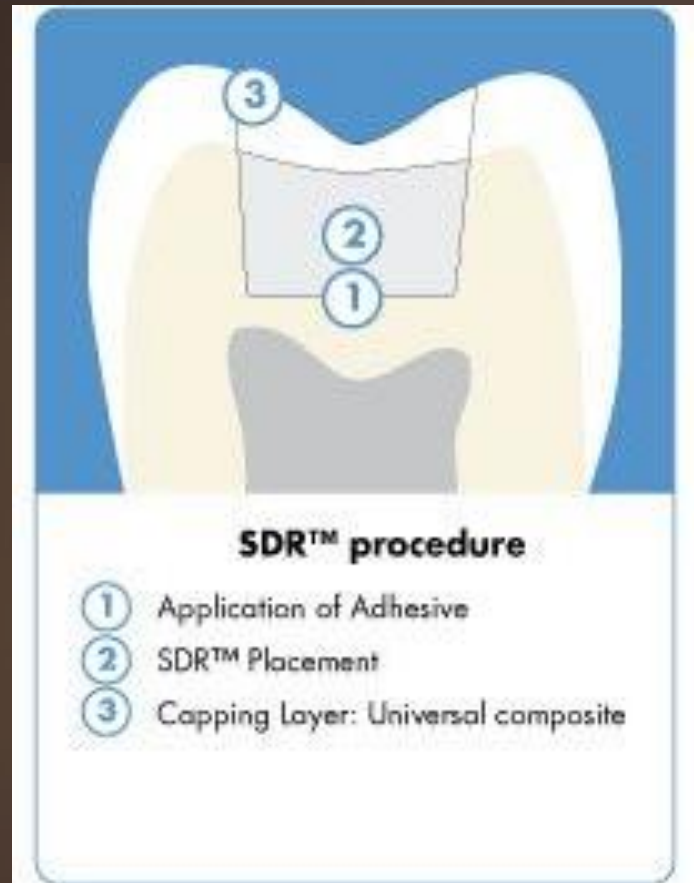 3
2
1
SDR™ procedure
1 Application of Adhesive
2 SDR™ Placement
3 Capping Layer: Universal composite